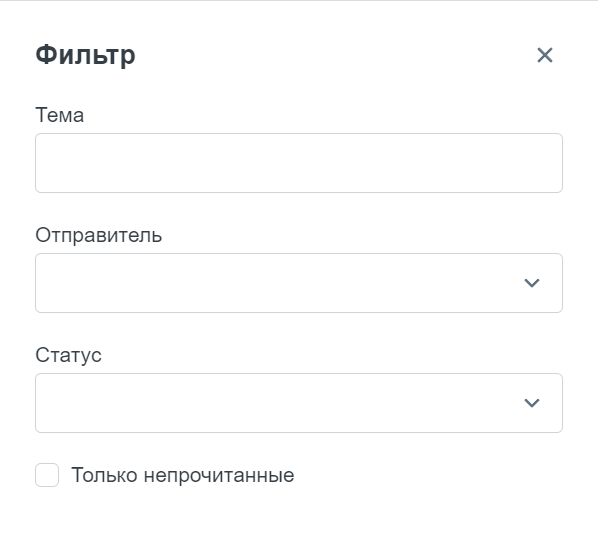 Фильтр
Тема
Отправитель
Статус
Только непрочитанные